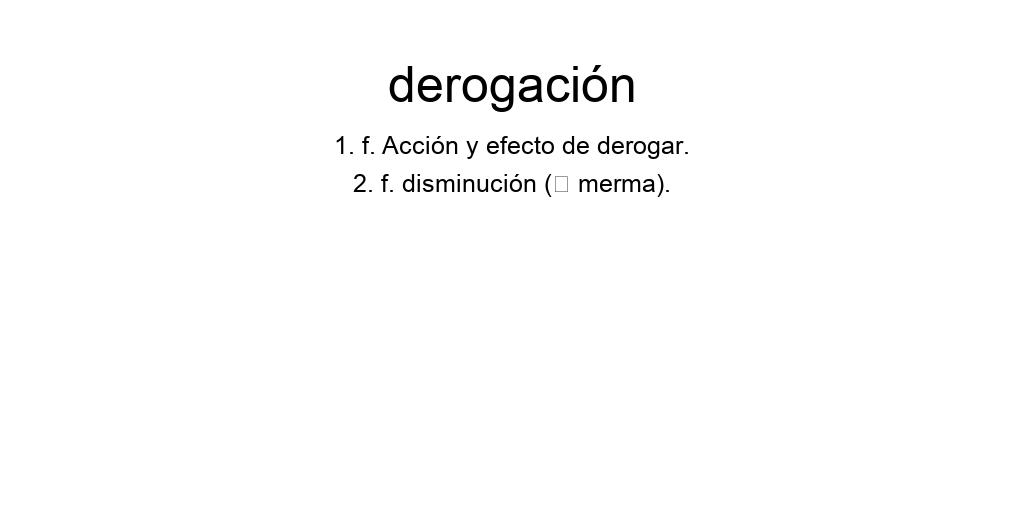 derogación
1. f. Acción y efecto de derogar.
2. f. disminución (□ merma).